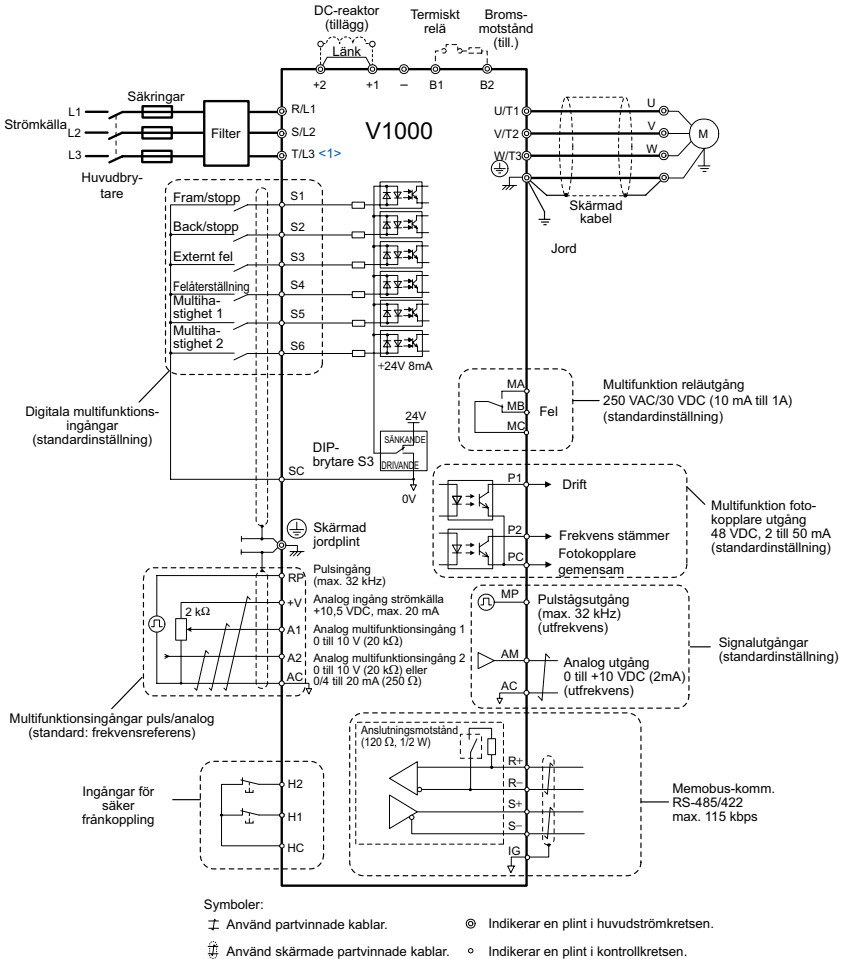 DC-reaktor
(tillägg)
Länk
Termiskt
relä
Broms-
motstånd
(till.)
+2
+1
–
B1
B2
Säkringar
Strömkälla
L1
L2
L3
Filter
Huvudbry-
tare
R/L1
S/L2
T/L3 <1>
V1000
U/T1
V/T2
W/T3
U
V
W
M
Skärmad
kabel
Jord
Fram/stopp
S1
Back/stopp
S2
Externt fel
S3
Felåterställning
S4
Multiha-
stighet 1
S5
Multiha-
stighet 2
S6
+24V 8mA
Digitala multifunktions-
ingångar
(standardinställning)
24V
DIP-
brytare S3
SÄNKANDE
DRIVANDE
0V
SC
MA
MB
MC
Fel
Multifunktion reläutgång
250 VAC/30 VDC (10 mA till 1A)
(standardinställning)
P1
Drift
P2
Frekvens stämmer
PC
Fotokopplare
gemensam
Multifunktion foto-
kopplare utgång
48 VDC, 2 till 50 mA
(standardinställning)
Skärmad
jordplint
RP
Pulsingång
(max. 32 kHz)
+V
Analog ingång strömkälla
+10,5 VDC, max. 20 mA
2 kΩ
A1
Analog multifunktionsingång 1
0 till 10 V (20 kΩ)
A2
Analog multifunktionsingång 2
0 till 10 V (20 kΩ) eller
0/4 till 20 mA (250 Ω)
AC
Multifunktionsingångar puls/analog
(standard: frekvensreferens)
MP
Pulstågsutgång
(max. 32 kHz)
(utfrekvens)
AM
Analog utgång
0 till +10 VDC (2mA)
(utfrekvens)
AC
Signalutgångar
(standardinställning)
Anslutningsmotstånd
(120 Ω, 1/2 W)
R+
R–
S+
S–
IG
Memobus-komm.
RS-485/422
max. 115 kbps
Ingångar för
säker
frånkoppling
H2
H1
HC
Symboler:
Använd partvinnade kablar.
Indikerar en plint i huvudströmkretsen.
Använd skärmade partvinnade kablar.
Indikerar en plint i kontrollkretsen.